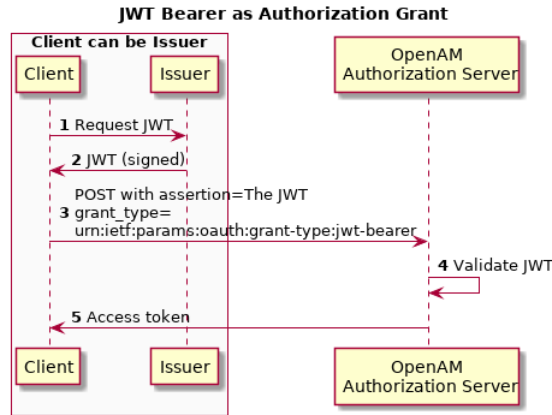 JWT Bearer as Authorization Grant
Client can be Issuer
Client
Issuer
OpenAM
Authorization Server
1 Request JWT
2 JWT (signed)
POST with assertion=The JWT
3 grant_type=
urn:ietf:params:oauth:grant-type:jwt-bearer
4 Validate JWT
5 Access token
Client
Issuer
OpenAM
Authorization Server